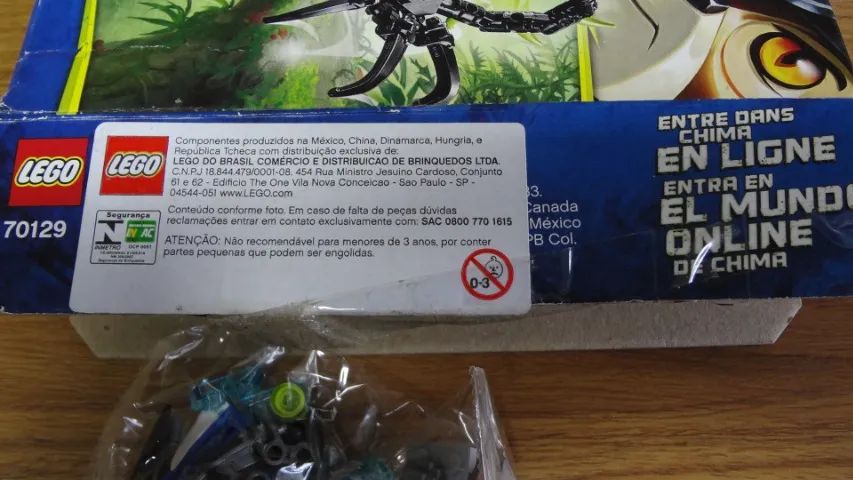 LEGO
70129
LEGO
Componentes produzidos na México, China, Dinamarca, Hungria, e
República Tcheca com distribuição exclusiva de:
LEGO DO BRASIL COMÉRCIO E DISTRIBUICAO DE BRINQUEDOS LTDA.
C.N.PJ 18.844.479/0001-08. 454 Rua Ministro Jesuino Cardoso, Conjunto
61 e 62 - Edificio The One Vila Nova Conceicao - Sao Paulo - SP -
04544-051 www.LEGO.com
Conteúdo conforme foto. Em caso de falta de peças dúvidas
reclamações entrar em contato exclusivamente com: SAC 0800 770 1615
ATENÇÃO: Não recomendável para menores de 3 anos, por conter
partes pequenas que podem ser engolidas.
Segurança
INMETRO
0-3
33.
Canada
México
PB Col.
ENTRE DANS
CHIMA
EN LIGNE
ENTRA EN
EL MUNDO
ONLINE
DE CHIMA